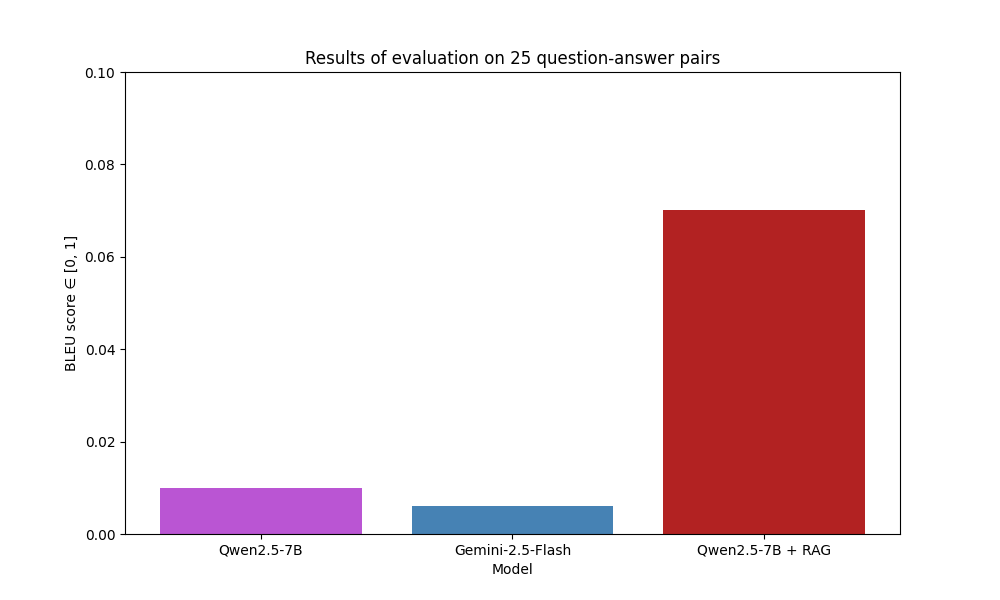 Results of evaluation on 25 question-answer pairs
BLEU score ∈ [0, 1]
0.10
0.08
0.06
0.04
0.02
0.00
Qwen2.5-7B
Gemini-2.5-Flash
Qwen2.5-7B + RAG
Model